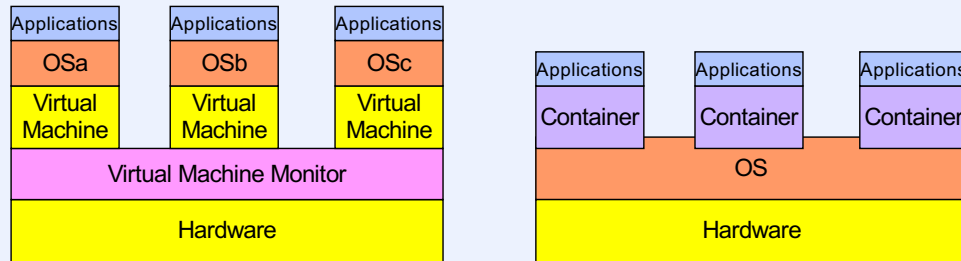 Applications
Applications
Applications
OSa
OSb
OSc
Virtual
Machine
Virtual
Machine
Virtual
Machine
Virtual Machine Monitor
Hardware
Applications
Applications
Applications
Container
Container
Container
OS
Hardware